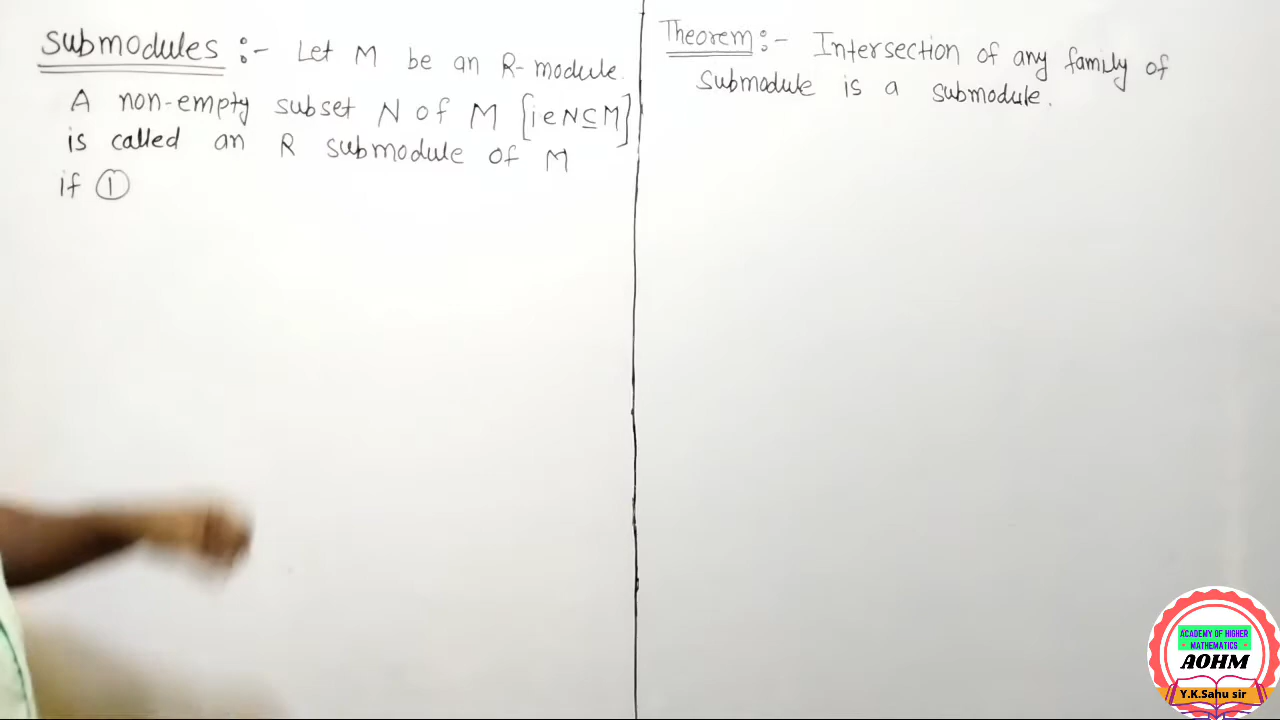 Submodules :- Let M be an R-module.
A non-empty subset N of M [i e N⊆M]
is called an R submodule of M
if ①
Theorem :- Intersection of any family of
submodule is a submodule.
ACADEMY OF HIGHER
MATHEMATICS
AOHM
Y.K.Sahu sir